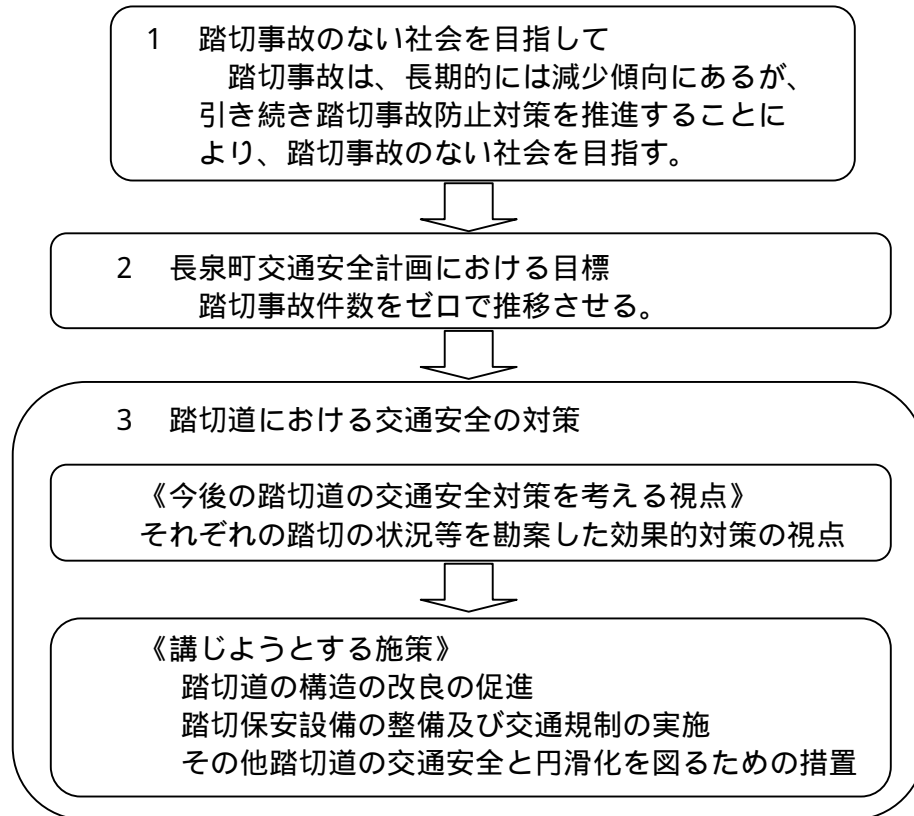 1 踏切事故のない社会を目指して
踏切事故は、長期的には減少傾向にあるが、
引き続き踏切事故防止対策を推進することに
より、踏切事故のない社会を目指す。
2 長泉町交通安全計画における目標
踏切事故件数をゼロで推移させる。
3 踏切道における交通安全の対策
《今後の踏切道の交通安全対策を考える視点》
それぞれの踏切の状況等を勘案した効果的対策の視点
《講じようとする施策》
踏切道の構造の改良の促進
踏切保安設備の整備及び交通規制の実施
その他踏切道の交通安全と円滑化を図るための措置